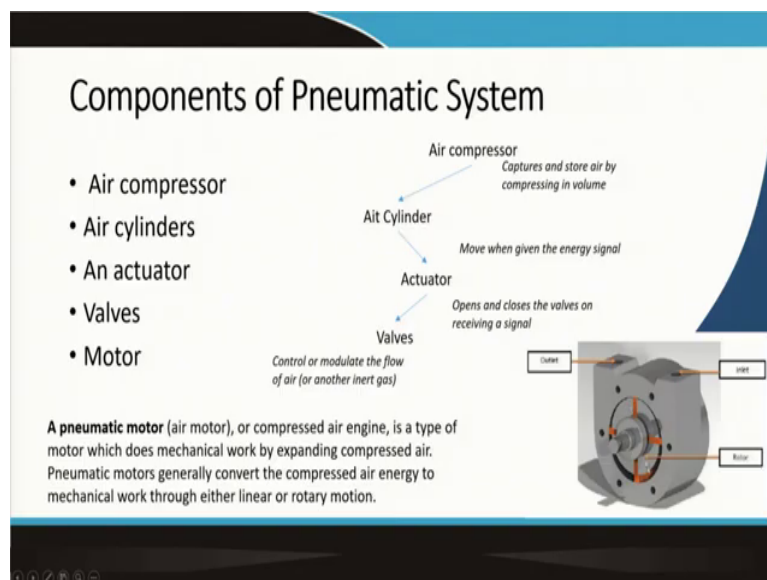 Components of Pneumatic System
• Air compressor
• Air cylinders
• An actuator
• Valves
• Motor
Air compressor
Captures and store air by
compressing in volume
Ait Cylinder
Move when given the energy signal
Actuator
Opens and closes the valves on
receiving a signal
Valves
Control or modulate the flow
of air (or another inert gas)
Outlet
Inlet
Rotor
A pneumatic motor (air motor), or compressed air engine, is a type of
motor which does mechanical work by expanding compressed air.
Pneumatic motors generally convert the compressed air energy to
mechanical work through either linear or rotary motion.